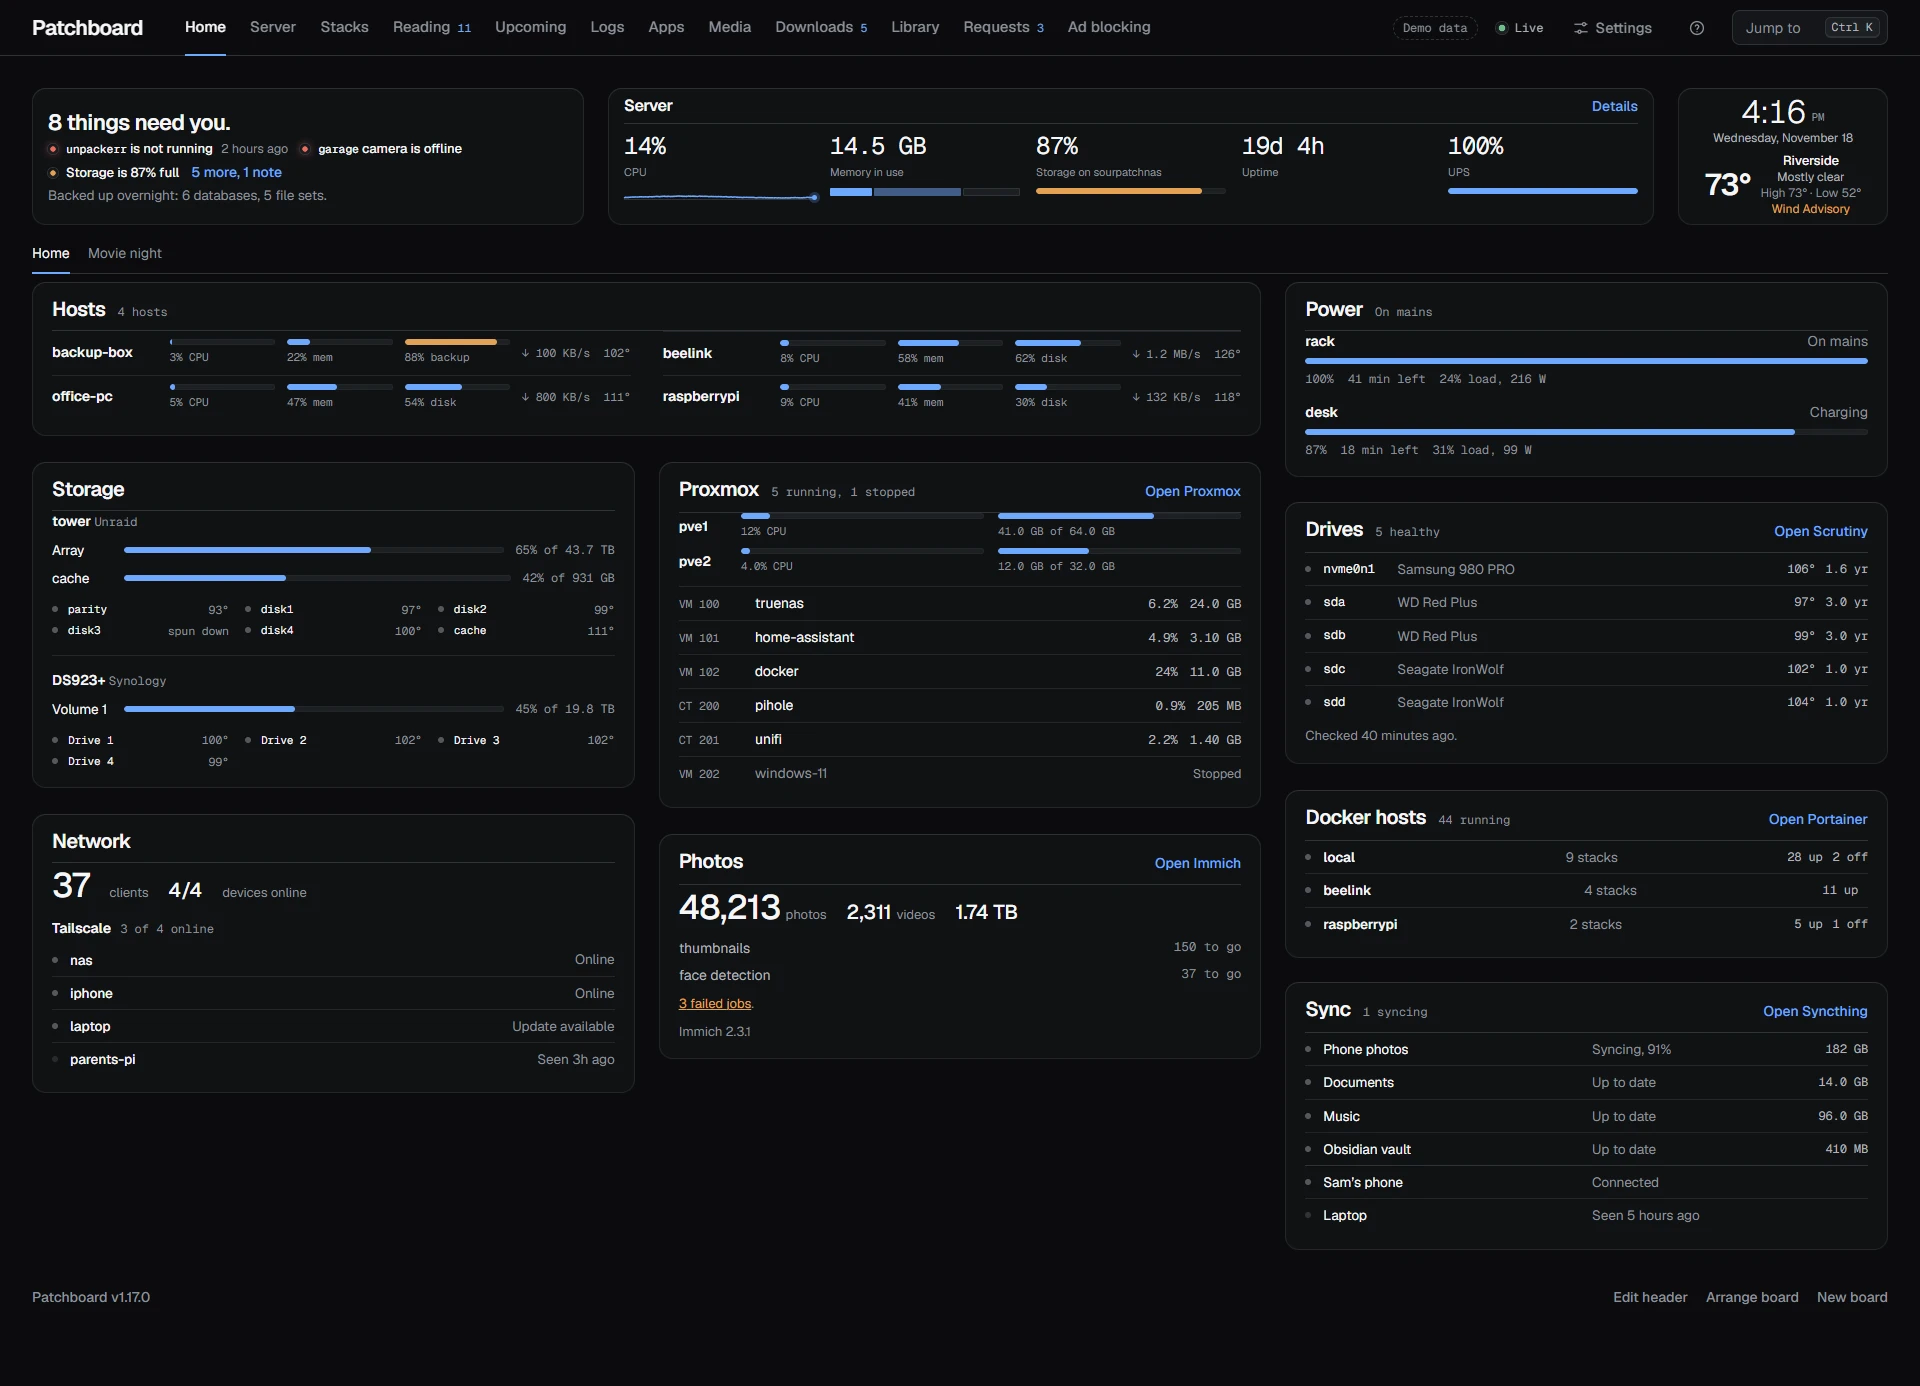 Patchboard Home Server Stacks Reading 11 Upcoming Logs Apps Media Downloads 5 Library Requests 3 Ad blocking Demo data Live Settings Jump to Ctrl K
8 things need you.
unpackerr is not running 2 hours ago garage camera is offline
Storage is 87% full 5 more, 1 note
Backed up overnight: 6 databases, 5 file sets.
Server Details
14% 14.5 GB 87% 19d 4h 100%
CPU Memory in use Storage on sourpatchnas Uptime UPS
4:16 PM
Wednesday, November 18
73°
Riverside
Mostly clear
High 73° · Low 52°
Wind Advisory
Home Movie night
Hosts 4 hosts
backup-box 3% CPU 22% mem 88% backup ↓ 100 KB/s 102°
beelink 8% CPU 58% mem 62% disk ↓ 1.2 MB/s 126°
office-pc 5% CPU 47% mem 54% disk ↓ 800 KB/s 111°
raspberrypi 9% CPU 41% mem 30% disk ↓ 132 KB/s 118°
Power On mains
rack On mains
100% 41 min left 24% load, 216 W
desk Charging
87% 18 min left 31% load, 99 W
Storage
tower Unraid
Array 65% of 43.7 TB
cache 42% of 931 GB
parity 93° disk1 97° disk2 99°
disk3 spun down disk4 100° cache 111°
DS923+ Synology
Volume 1 45% of 19.8 TB
Drive 1 100° Drive 2 102° Drive 3 102°
Drive 4 99°
Proxmox 5 running, 1 stopped Open Proxmox
pve1 12% CPU 41.0 GB of 64.0 GB
pve2 4.0% CPU 12.0 GB of 32.0 GB
VM 100 truenas 6.2% 24.0 GB
VM 101 home-assistant 4.9% 3.10 GB
VM 102 docker 24% 11.0 GB
CT 200 pihole 0.9% 205 MB
CT 201 unifi 2.2% 1.40 GB
VM 202 windows-11 Stopped
Drives 5 healthy Open Scrutiny
nvme0n1 Samsung 980 PRO 106° 1.6 yr
sda WD Red Plus 97° 3.0 yr
sdb WD Red Plus 99° 3.0 yr
sdc Seagate IronWolf 102° 1.0 yr
sdd Seagate IronWolf 104° 1.0 yr
Checked 40 minutes ago.
Network
37 clients 4/4 devices online
Tailscale 3 of 4 online
nas Online
iphone Online
laptop Update available
parents-pi Seen 3h ago
Photos Open Immich
48,213 photos 2,311 videos 1.74 TB
thumbnails 150 to go
face detection 37 to go
3 failed jobs.
Immich 2.3.1
Docker hosts 44 running Open Portainer
local 9 stacks 28 up 2 off
beelink 4 stacks 11 up
raspberrypi 2 stacks 5 up 1 off
Sync 1 syncing Open Syncthing
Phone photos Syncing, 91% 182 GB
Documents Up to date 14.0 GB
Music Up to date 96.0 GB
Obsidian vault Up to date 410 MB
Sam's phone Connected
Laptop Seen 5 hours ago
Patchboard v1.17.0 Edit header Arrange board New board